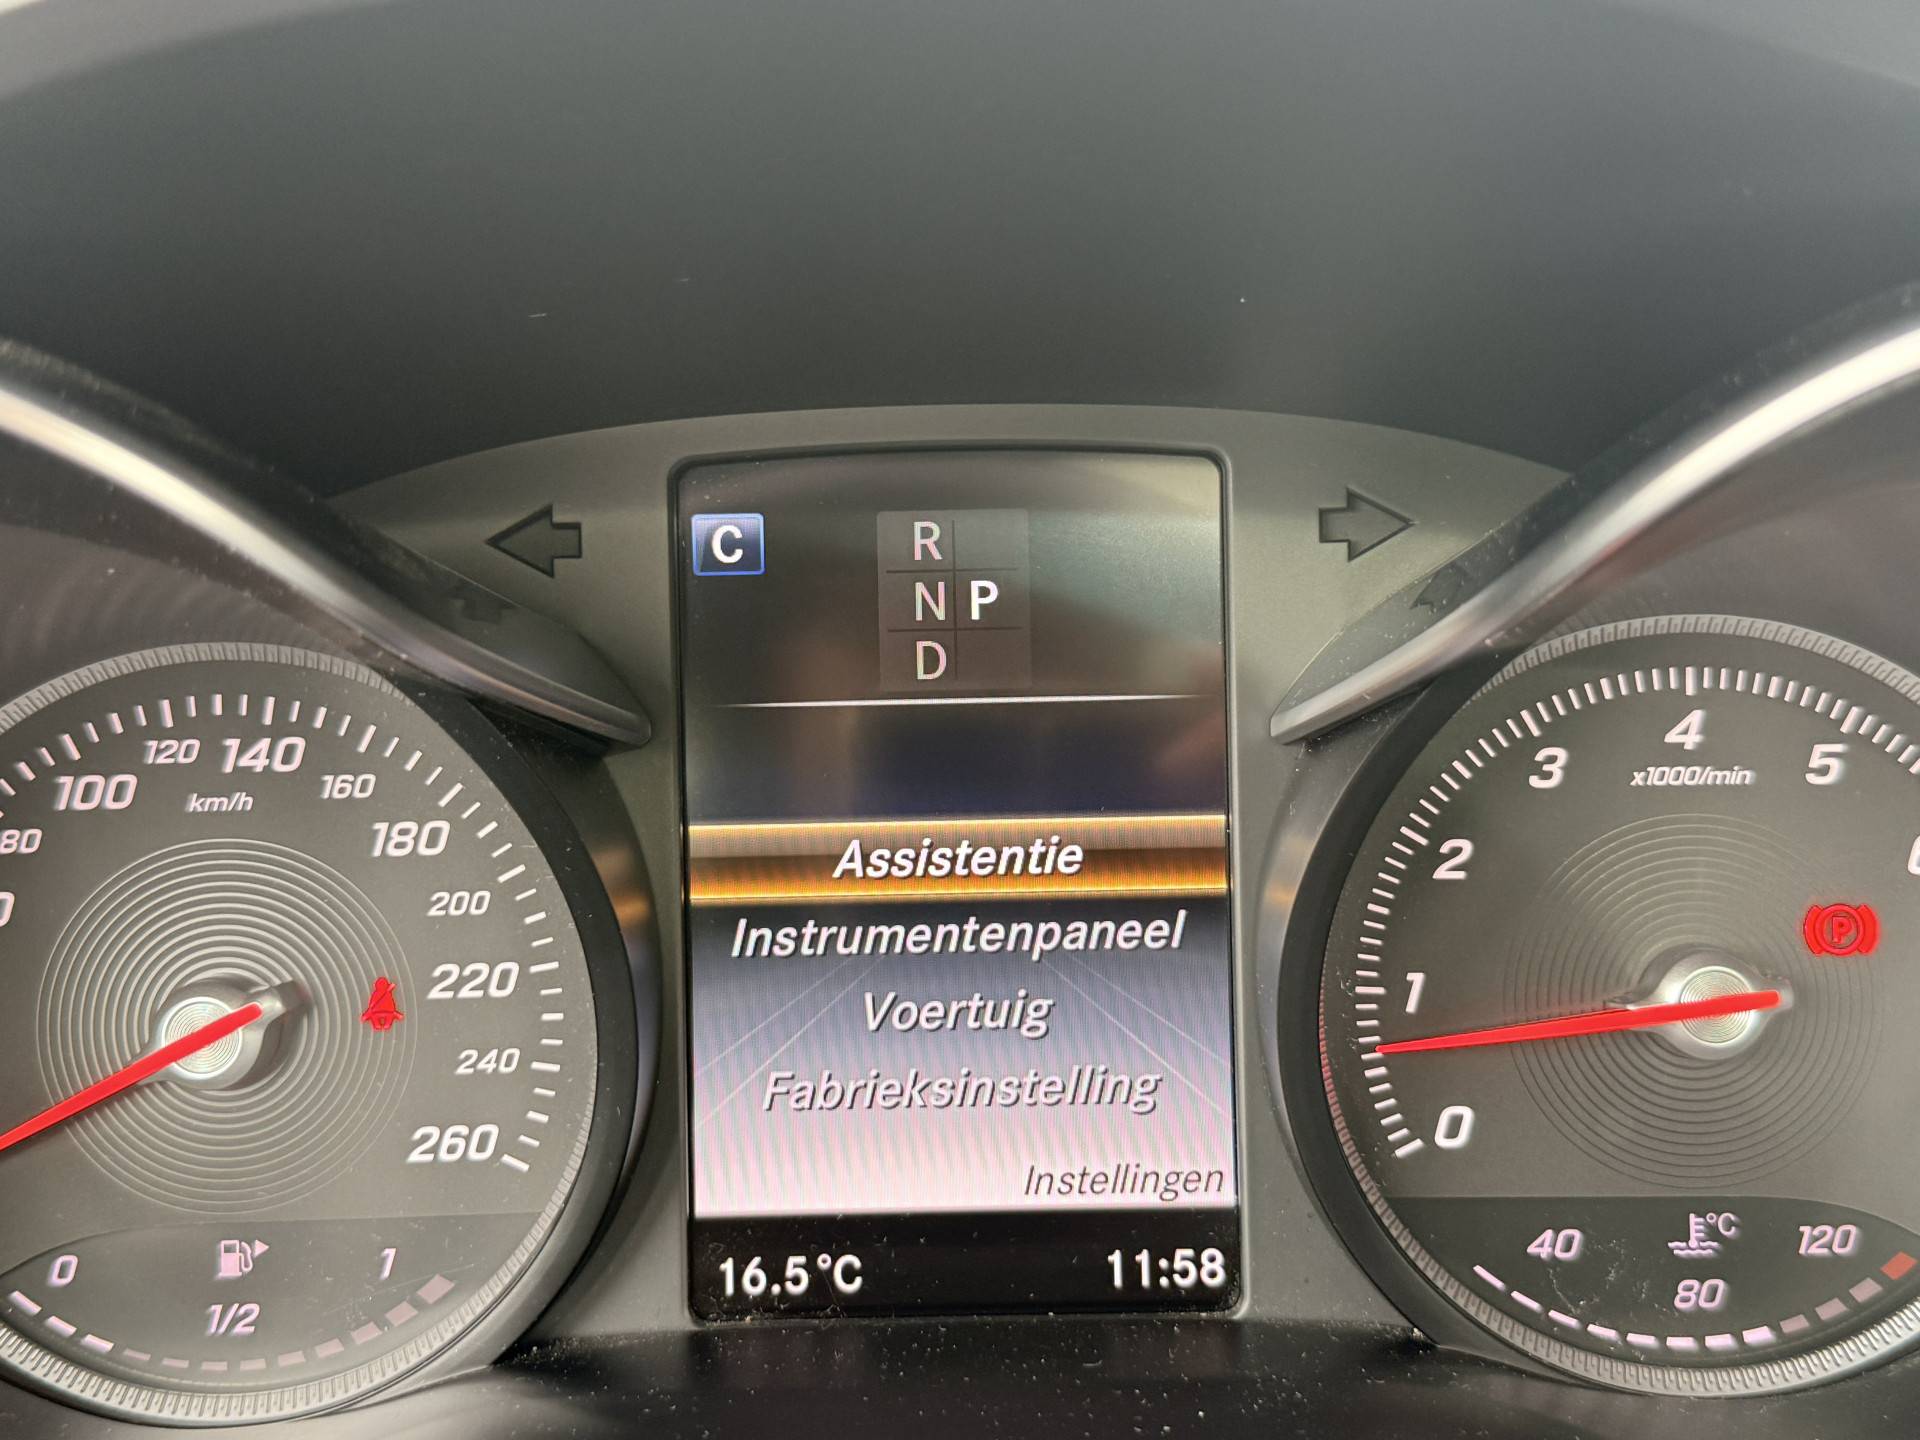 C
R
N P
D
80
100
120
140
160
180
200
220
240
260
km/h
0
1/2
1
Assistentie
Instrumentenpaneel
Voertuig
Fabrieksinstelling
Instellingen
16.5°C
11:58
0
1
2
3
4
5
x1000/min
P
40
80
120
°C